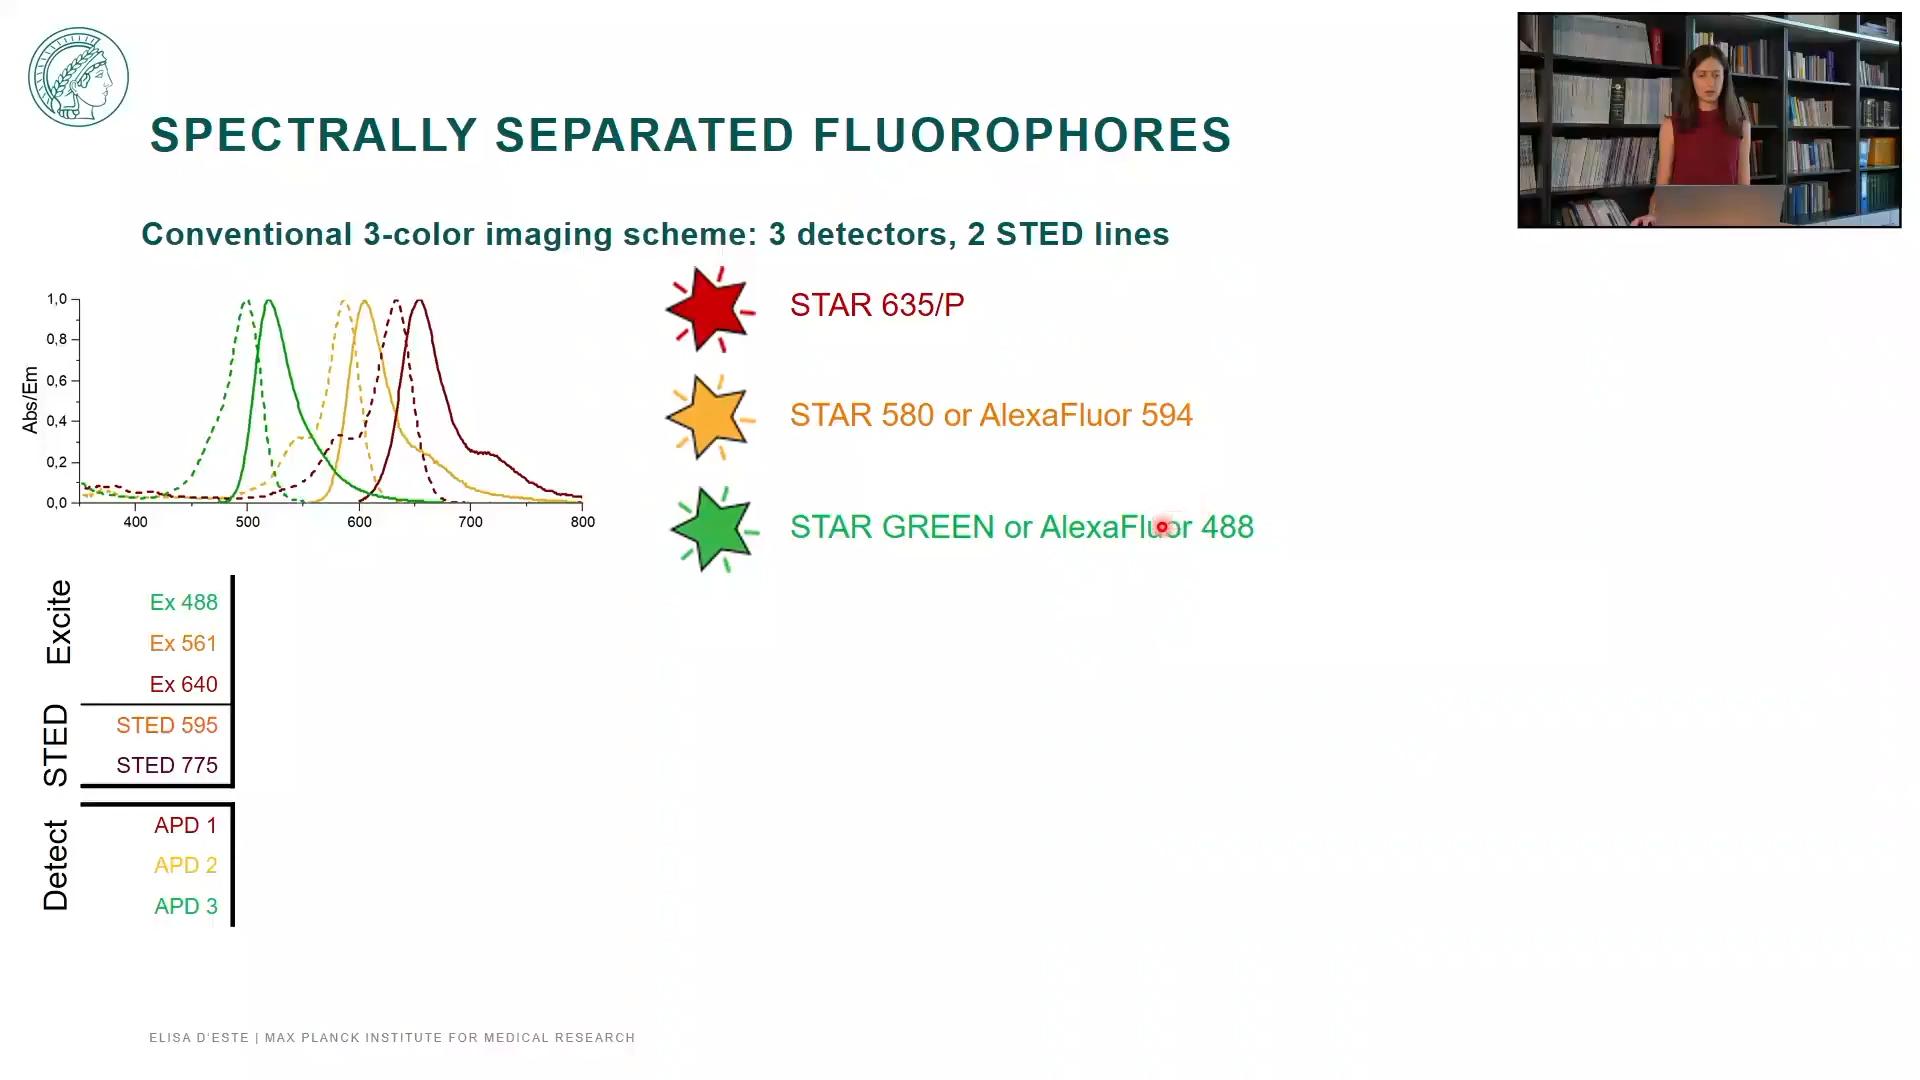 SPECTRALLY SEPARATED FLUOROPHORES
Conventional 3-color imaging scheme: 3 detectors, 2 STED lines
Abs/Em
1,0
0,8
0,6
0,4
0,2
0,0
400 500 600 700 800
STAR 635/P
STAR 580 or AlexaFluor 594
STAR GREEN or AlexaFluor 488
Excite
Ex 488
Ex 561
Ex 640
STED
STED 595
STED 775
Detect
APD 1
APD 2
APD 3
ELISA D'ESTE | MAX PLANCK INSTITUTE FOR MEDICAL RESEARCH